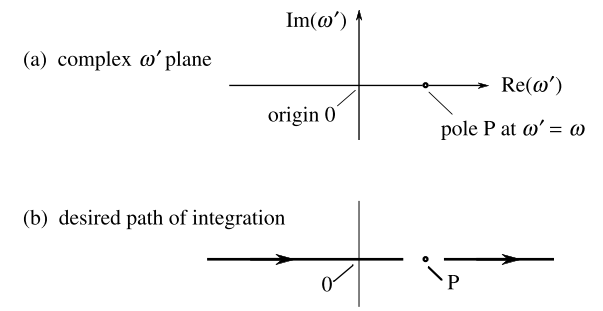 Im(ω′)
(a) complex ω′ plane
Re(ω′)
origin 0
pole P at ω′ = ω
(b) desired path of integration
0
P